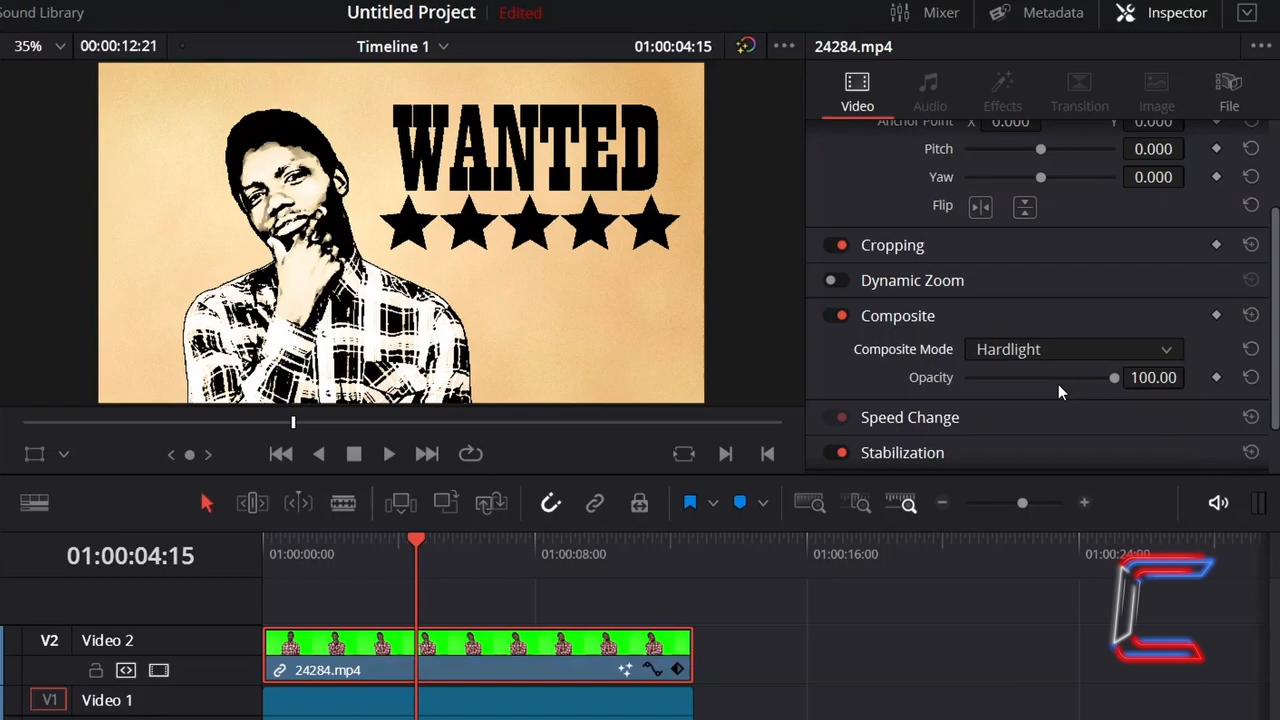 Sound Library
Untitled Project
Edited
Mixer
Metadata
Inspector
35%
00:00:12:21
Timeline 1
01:00:04:15
24284.mp4
Video
Audio
Effects
Transition
Image
File
WANTED
Anchor Point X 0.000 Y 0.000
Pitch 0.000
Yaw 0.000
Flip
Cropping
Dynamic Zoom
Composite
Composite Mode Hardlight
Opacity 100.00
Speed Change
Stabilization
01:00:04:15
01:00:00:00
01:00:08:00
01:00:16:00
01:00:24:00
V2 Video 2
24284.mp4
V1 Video 1